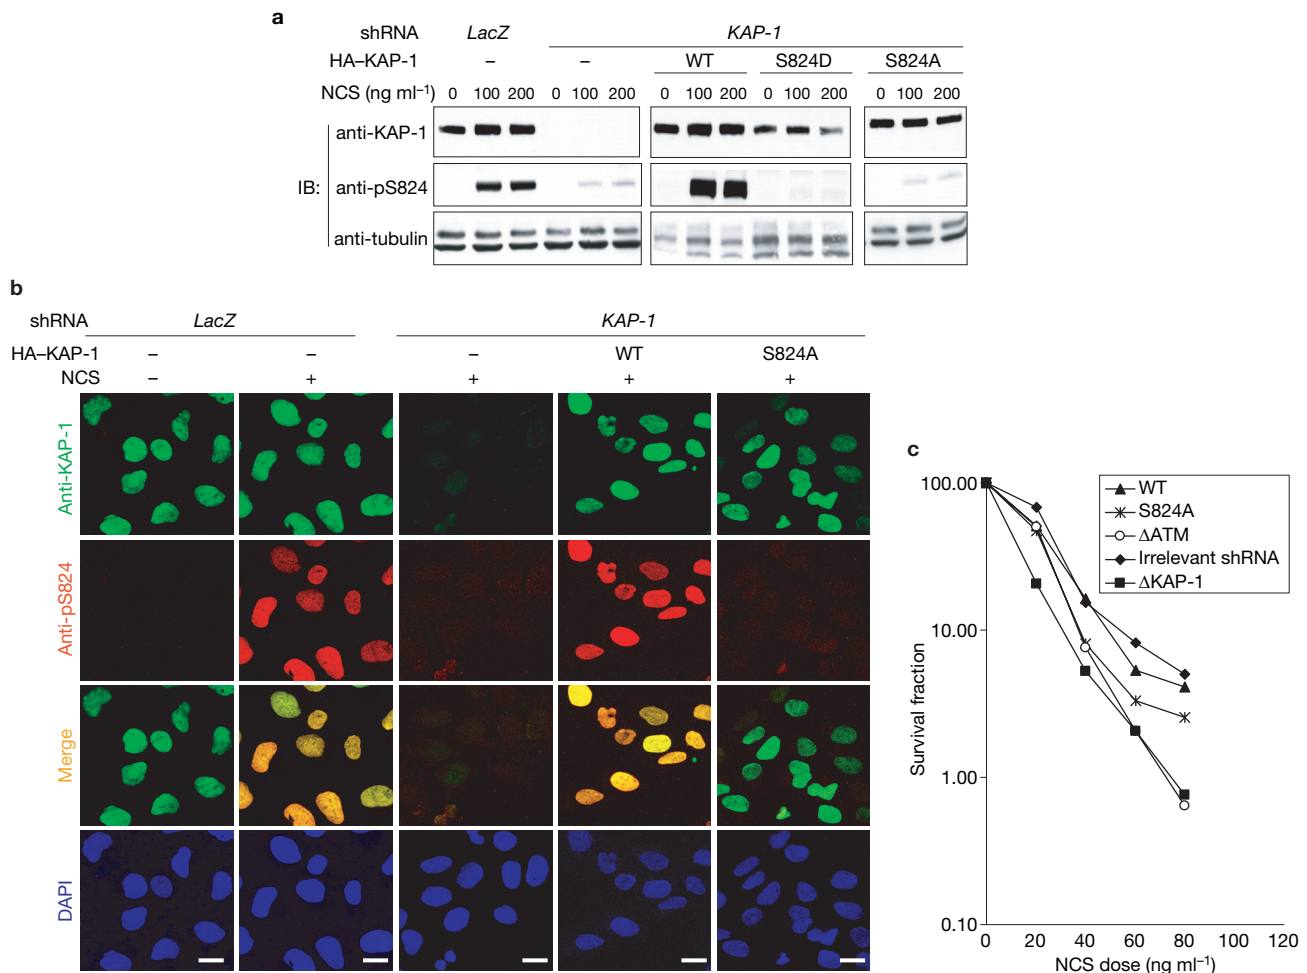 a
shRNA LacZ KAP-1
HA–KAP-1 – – WT S824D S824A
NCS (ng ml⁻¹) 0 100 200 0 100 200 0 100 200 0 100 200 0 100 200
IB:
anti-KAP-1
anti-pS824
anti-tubulin
b
shRNA LacZ KAP-1
HA–KAP-1 – – – WT S824A
NCS – + + + +
Anti-KAP-1
Anti-pS824
Merge
DAPI
c
Survival fraction
100.00
10.00
1.00
0.10
0 20 40 60 80 100 120
NCS dose (ng ml⁻¹)
WT
S824A
ΔATM
Irrelevant shRNA
ΔKAP-1